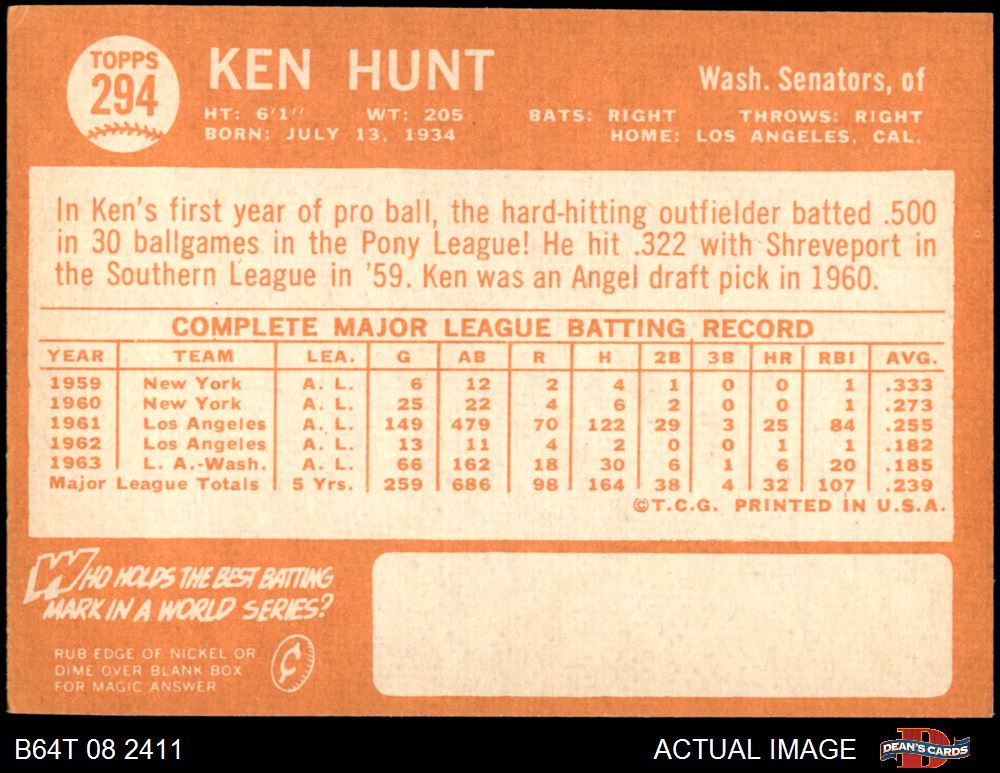 TOPPS
294
KEN HUNT
Wash. Senators, of
HT: 6'1" WT: 205 BATS: RIGHT THROWS: RIGHT
BORN: JULY 13, 1934 HOME: LOS ANGELES, CAL.
In Ken's first year of pro ball, the hard-hitting outfielder batted .500
in 30 ballgames in the Pony League! He hit .322 with Shreveport in
the Southern League in '59. Ken was an Angel draft pick in 1960.
COMPLETE MAJOR LEAGUE BATTING RECORD
YEAR TEAM LEA. G AB R H 2B 3B HR RBI AVG.
1959 New York A. L. 6 12 2 4 1 0 0 1 .333
1960 New York A. L. 25 22 4 6 2 0 0 1 .273
1961 Los Angeles A. L. 149 479 70 122 29 3 25 84 .255
1962 Los Angeles A. L. 13 11 4 2 0 0 1 1 .182
1963 L. A.-Wash. A. L. 66 162 18 30 6 1 6 20 .185
Major League Totals 5 Yrs. 259 686 98 164 38 4 32 107 .239
©T.C.G. PRINTED IN U.S.A.
WHO HOLDS THE BEST BATTING
MARK IN A WORLD SERIES?
RUB EDGE OF NICKEL OR
DIME OVER BLANK BOX
FOR MAGIC ANSWER
¢
B64T 08 2411
ACTUAL IMAGE
DEAN'S CARDS